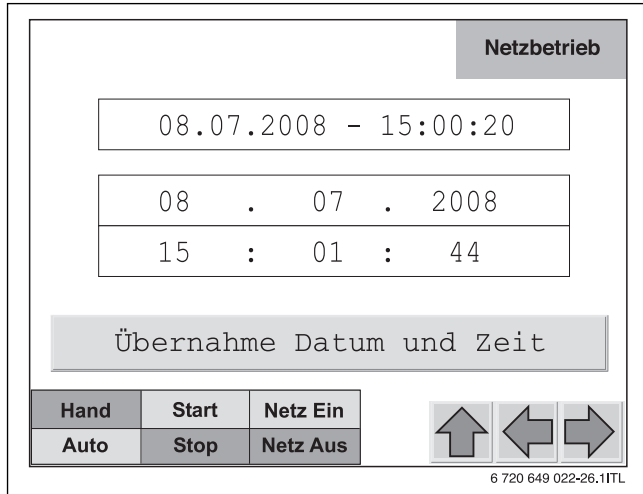 Netzbetrieb
08.07.2008 - 15:00:20
08 . 07 . 2008
15 : 01 : 44
Übernahme Datum und Zeit
Hand Start Netz Ein
Auto Stop Netz Aus
6 720 649 022-26.1ITL